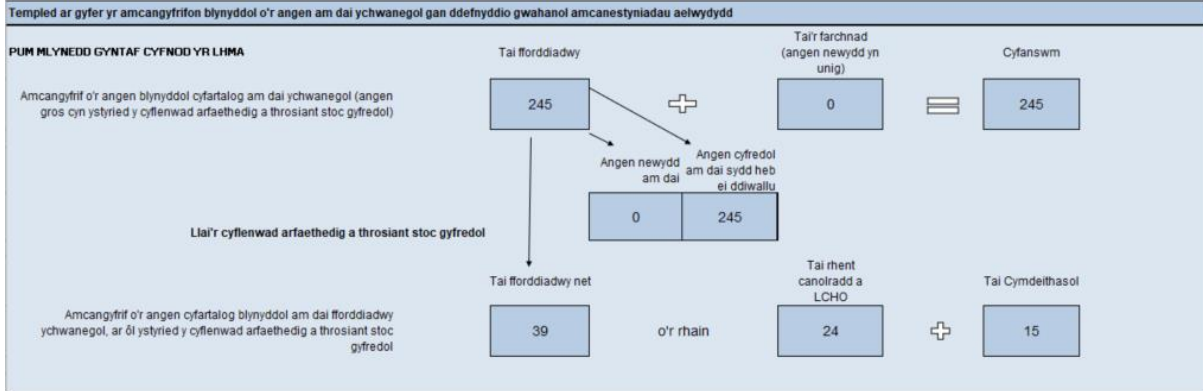 Templed ar gyfer yr amcangyfrifon blynyddol o'r angen am dai ychwanegol gan ddefnyddio gwahanol amcanestyniadau aelwydydd
PUM MLYNEDD GYNTAF CYFNOD YR LHMA
Tai fforddiadwy
Tai'r farchnad
(angen newydd yn
unig)
Cyfanswm
Amcangyfrif o'r angen blynyddol cyfartalog am dai ychwanegol (angen
gros cyn ystyried y cyflenwad arfaethedig a throsiant stoc gyfredol)
245
0
245
Angen newydd
am dai
Angen cyfredol
am dai sydd heb
ei ddiwallu
0
245
Llai'r cyflenwad arfaethedig a throsiant stoc gyfredol
Tai fforddiadwy net
Tai rhent
canolradd a
LCHO
Tai Cymdeithasol
Amcangyfrif o'r angen cyfartalog blynyddol am dai fforddiadwy
ychwanegol, ar ôl ystyried y cyflenwad arfaethedig a throsiant stoc
gyfredol
39
o'r rhain
24
15